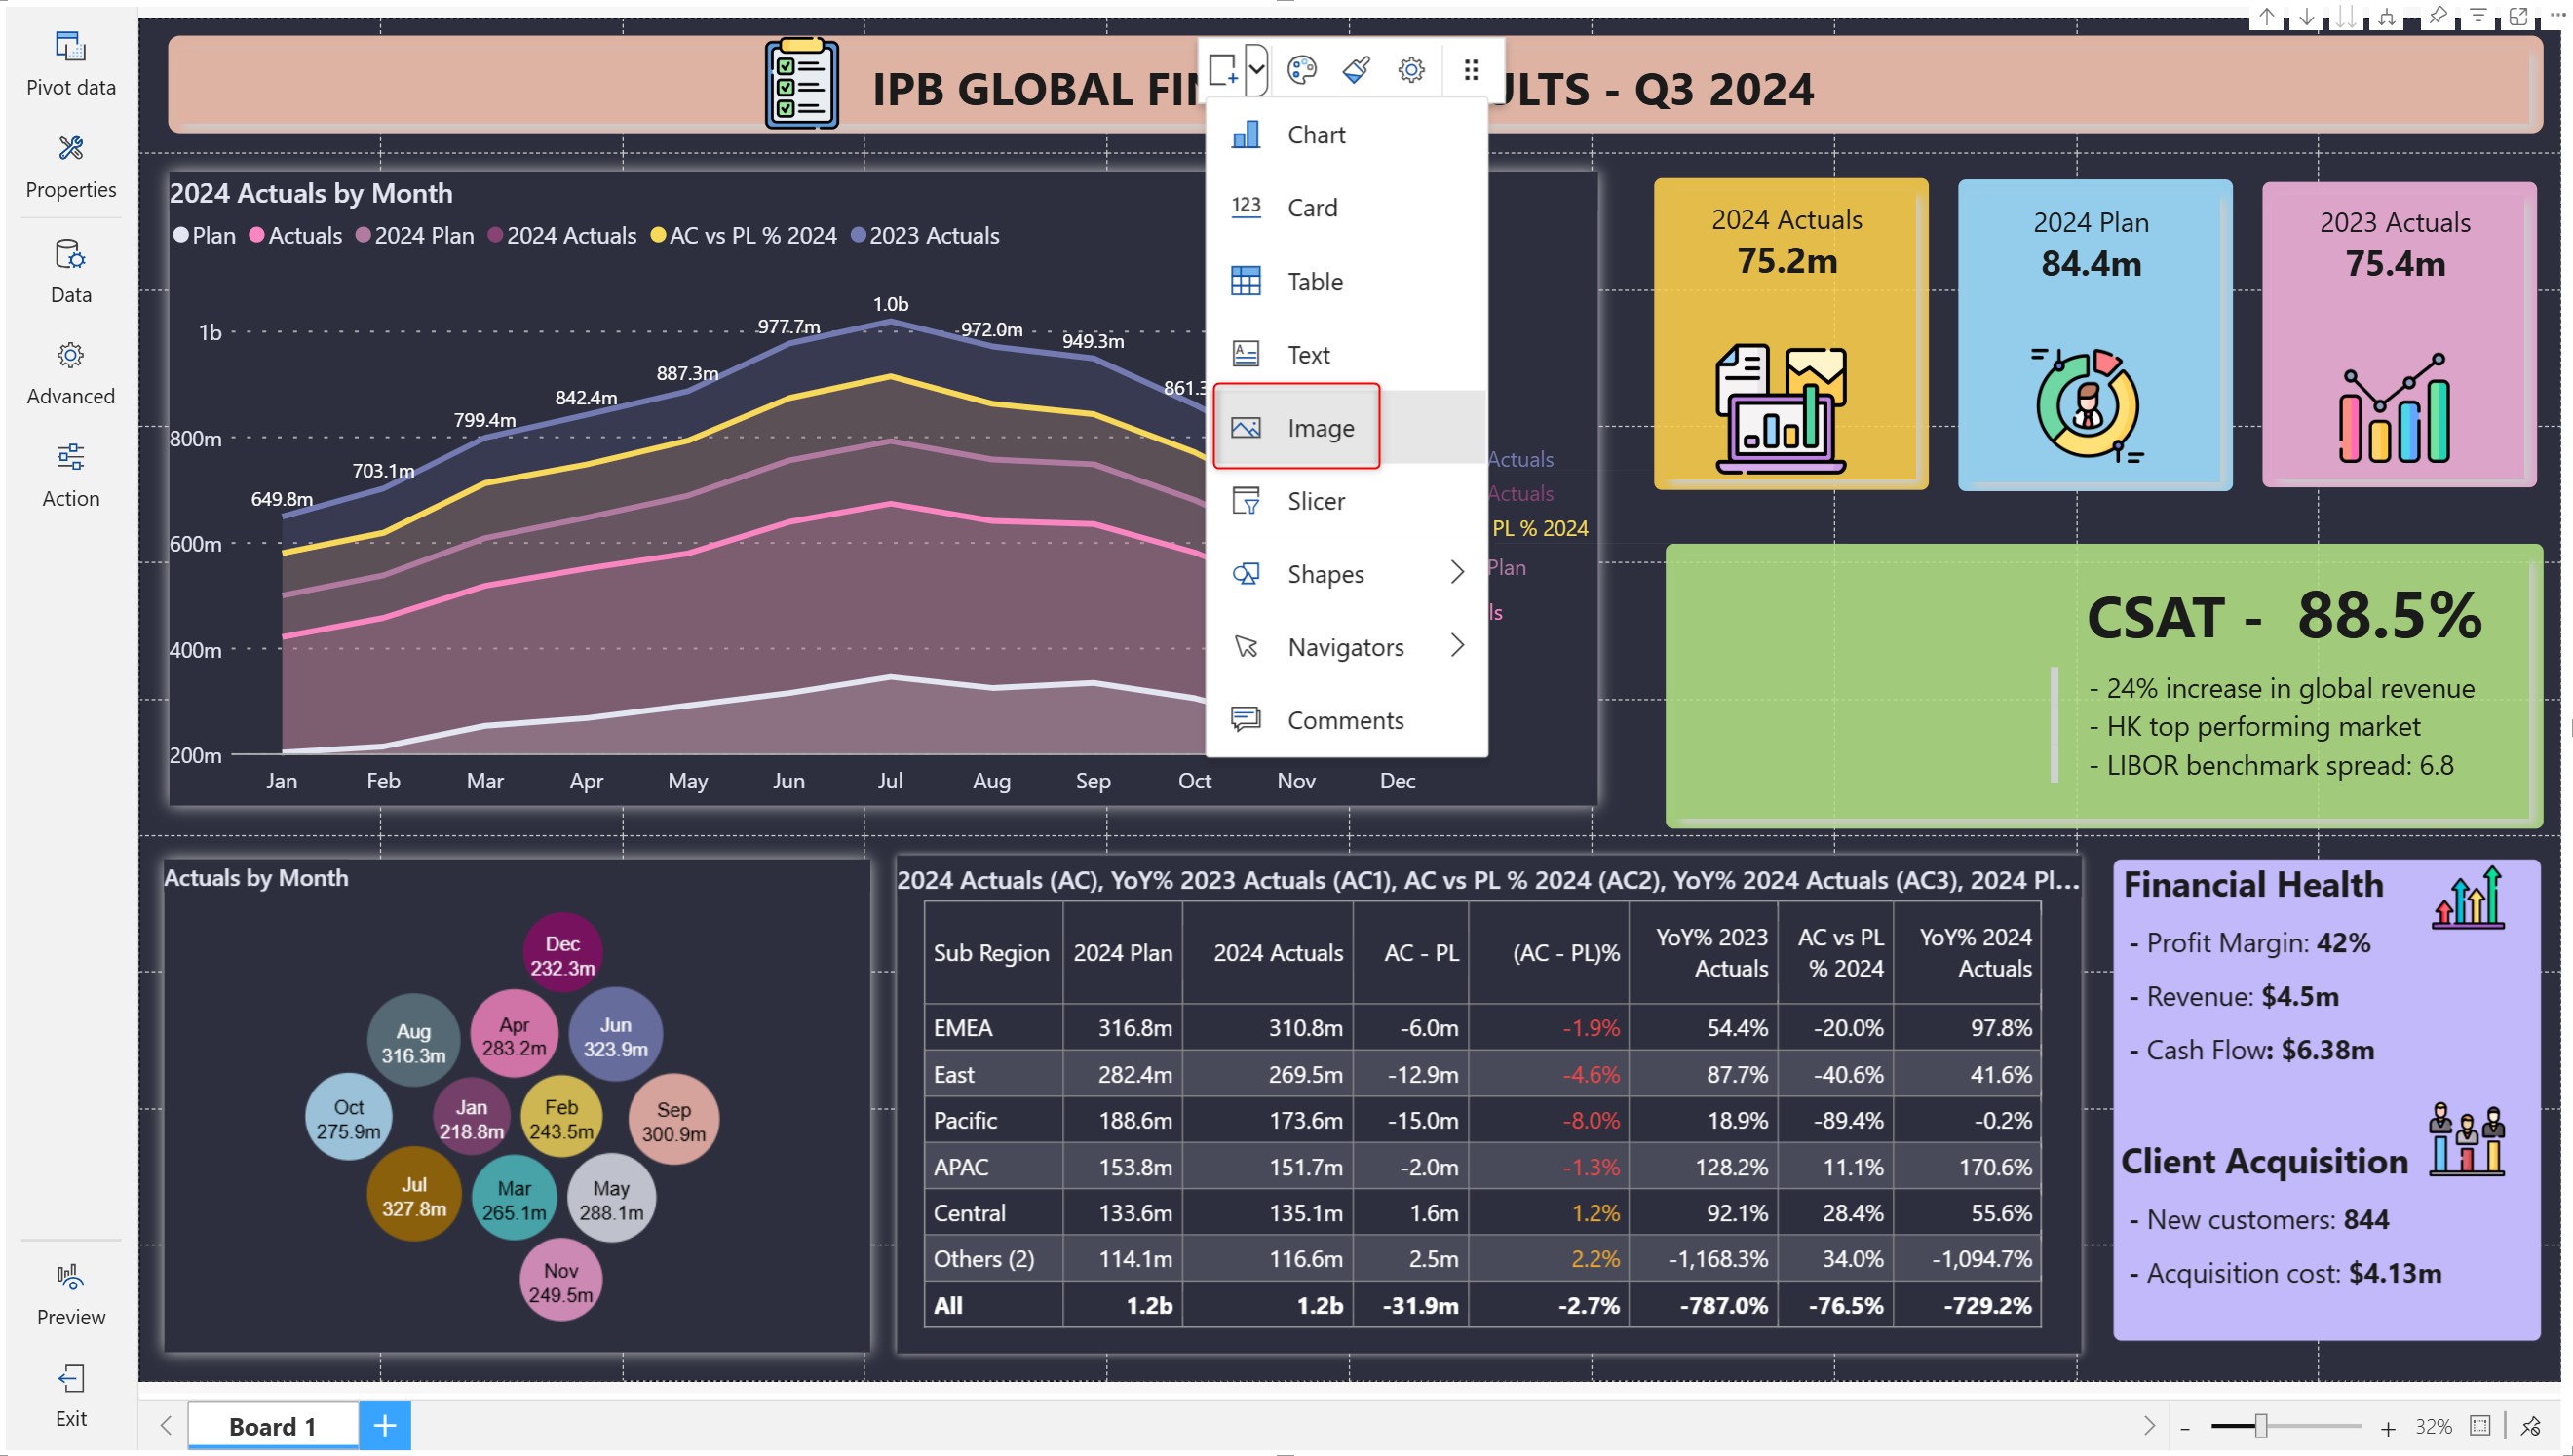 Pivot data
Properties
Data
Advanced
Action
Preview
Exit
IPB GLOBAL FIN
ULTS - Q3 2024
Chart
123 Card
Table
Text
Image
Slicer
Shapes
Navigators
Comments
2024 Actuals by Month
Plan Actuals 2024 Plan 2024 Actuals AC vs PL % 2024 2023 Actuals
1b
800m
600m
400m
200m
649.8m
703.1m
799.4m
842.4m
887.3m
977.7m
1.0b
972.0m
949.3m
861.3
Actuals
Actuals
PL % 2024
Plan
ls
Jan Feb Mar Apr May Jun Jul Aug Sep Oct Nov Dec
2024 Actuals
75.2m
2024 Plan
84.4m
2023 Actuals
75.4m
CSAT - 88.5%
- 24% increase in global revenue
- HK top performing market
- LIBOR benchmark spread: 6.8
Actuals by Month
Dec
232.3m
Aug
316.3m
Apr
283.2m
Jun
323.9m
Oct
275.9m
Jan
218.8m
Feb
243.5m
Sep
300.9m
Jul
327.8m
Mar
265.1m
May
288.1m
Nov
249.5m
2024 Actuals (AC), YoY% 2023 Actuals (AC1), AC vs PL % 2024 (AC2), YoY% 2024 Actuals (AC3), 2024 Pl...
Sub Region 2024 Plan 2024 Actuals AC - PL (AC - PL)% YoY% 2023 Actuals AC vs PL % 2024 YoY% 2024 Actuals
EMEA 316.8m 310.8m -6.0m -1.9% 54.4% -20.0% 97.8%
East 282.4m 269.5m -12.9m -4.6% 87.7% -40.6% 41.6%
Pacific 188.6m 173.6m -15.0m -8.0% 18.9% -89.4% -0.2%
APAC 153.8m 151.7m -2.0m -1.3% 128.2% 11.1% 170.6%
Central 133.6m 135.1m 1.6m 1.2% 92.1% 28.4% 55.6%
Others (2) 114.1m 116.6m 2.5m 2.2% -1,168.3% 34.0% -1,094.7%
All 1.2b 1.2b -31.9m -2.7% -787.0% -76.5% -729.2%
Financial Health
- Profit Margin: 42%
- Revenue: $4.5m
- Cash Flow: $6.38m
Client Acquisition
- New customers: 844
- Acquisition cost: $4.13m
Board 1
32%